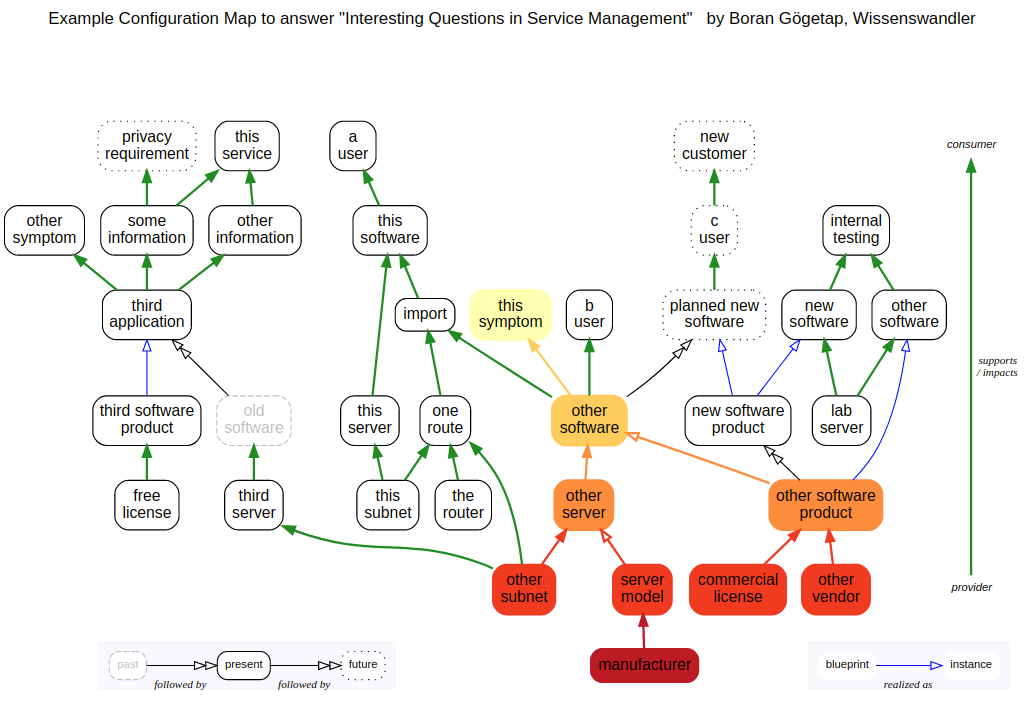 Example Configuration Map to answer "Interesting Questions in Service Management"   by Boran Gögetap, Wissenswandler
privacy
requirement
this
service
a
user
new
customer
consumer
other
symptom
some
information
other
information
this
software
c
user
internal
testing
third
application
import
this
symptom
b
user
planned new
software
new
software
other
software
supports
/ impacts
third software
product
old
software
this
server
one
route
other
software
new software
product
lab
server
free
license
third
server
this
subnet
the
router
other
server
other software
product
other
subnet
server
model
commercial
license
other
vendor
provider
manufacturer
past
present
future
followed by
followed by
blueprint
instance
realized as